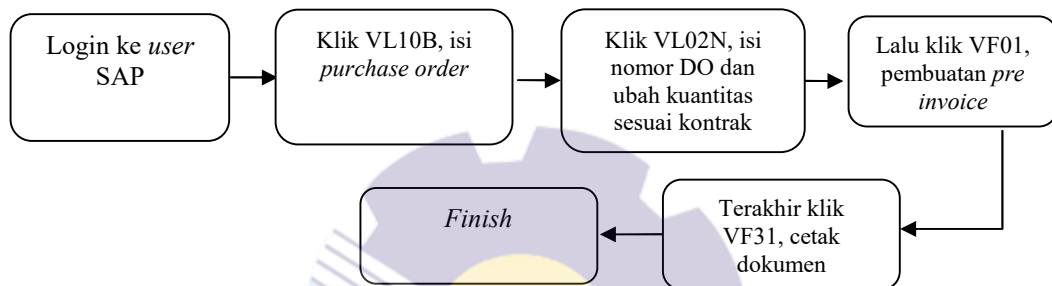 Login ke user
SAP
Klik VL10B, isi
purchase order
Klik VL02N, isi
nomor DO dan
ubah kuantitas
sesuai kontrak
Lalu klik VF01,
pembuatan pre
invoice
Terakhir klik
VF31, cetak
dokumen
Finish